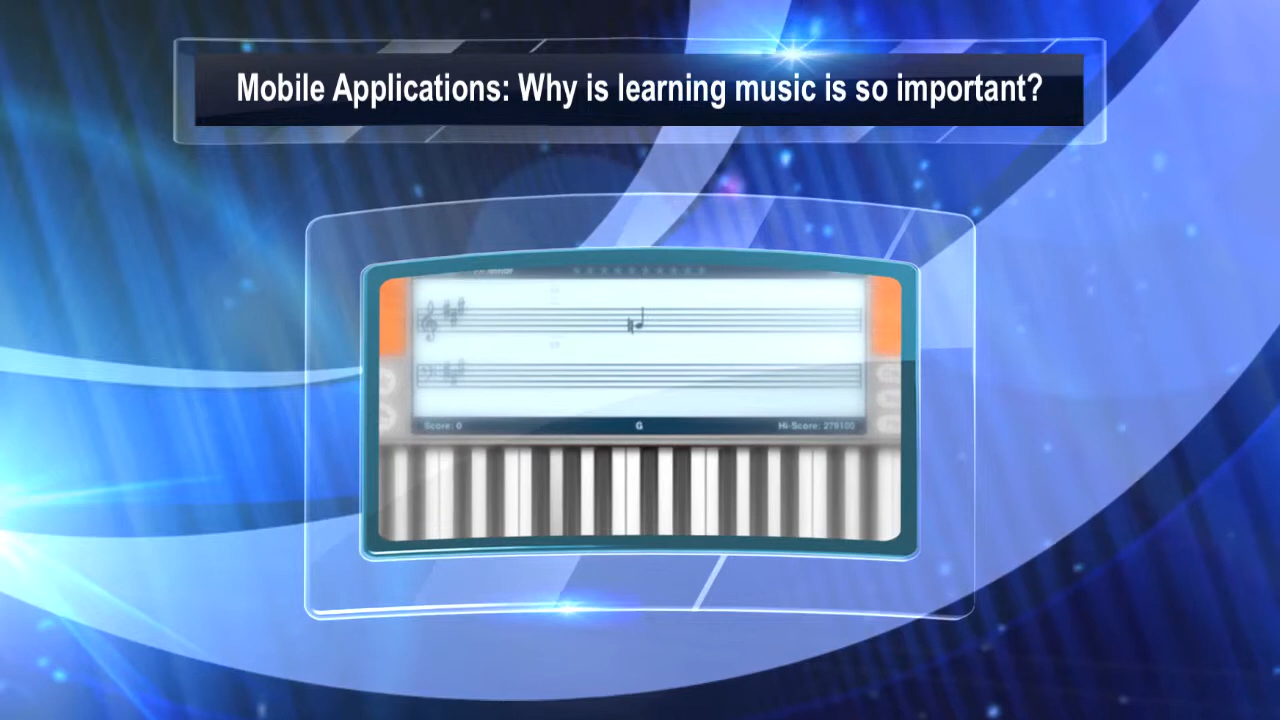 Mobile Applications: Why is learning music is so important?
Score: 0 G Hi-Score: 279100